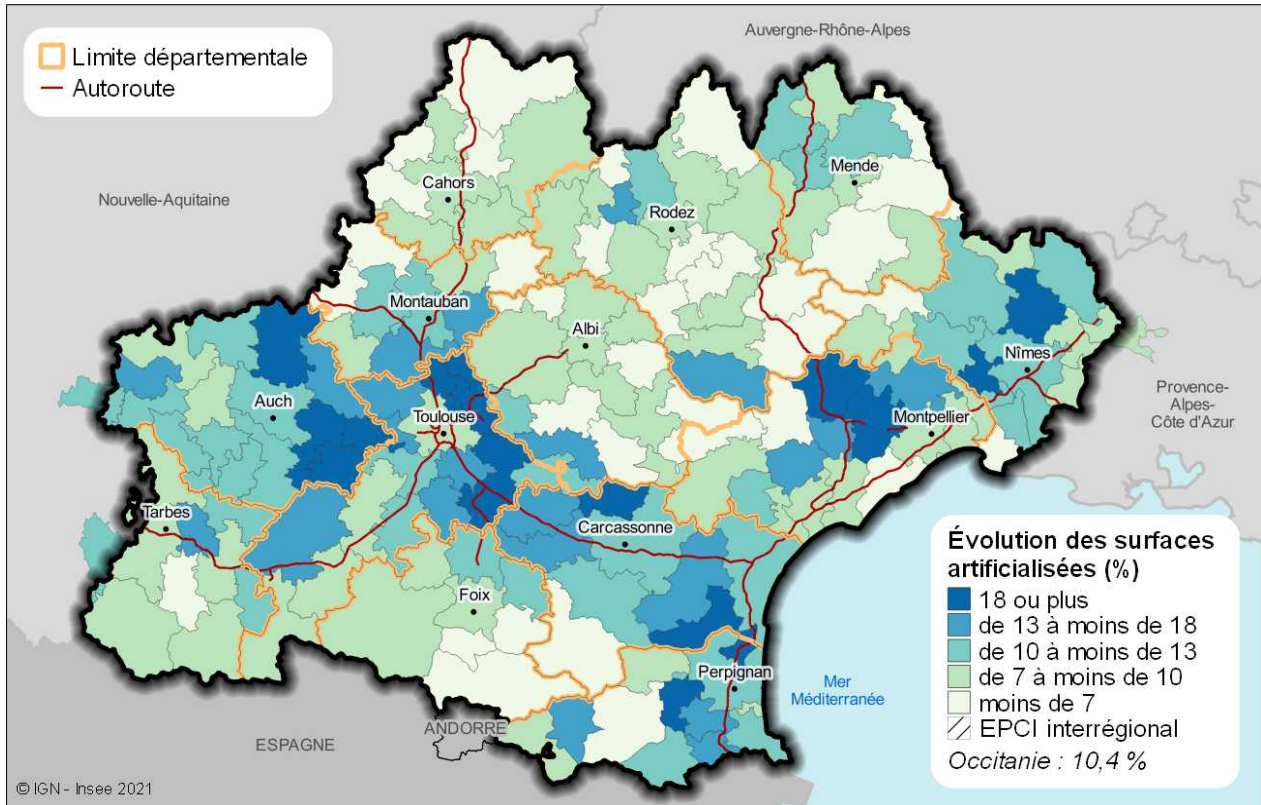 Limite départementale
Autoroute
Auvergne-Rhône-Alpes
Nouvelle-Aquitaine
Cahors
Mende
Rodez
Montauban
Albi
Nîmes
Auch
Toulouse
Montpellier
Provence-
Alpes-
Côte d'Azur
Tarbes
Carcassonne
Foix
Perpignan
Mer
Méditerranée
ANDORRE
ESPAGNE
Évolution des surfaces
artificialisées (%)
18 ou plus
de 13 à moins de 18
de 10 à moins de 13
de 7 à moins de 10
moins de 7
EPCI interrégional
Occitanie : 10,4 %
© IGN - Insee 2021